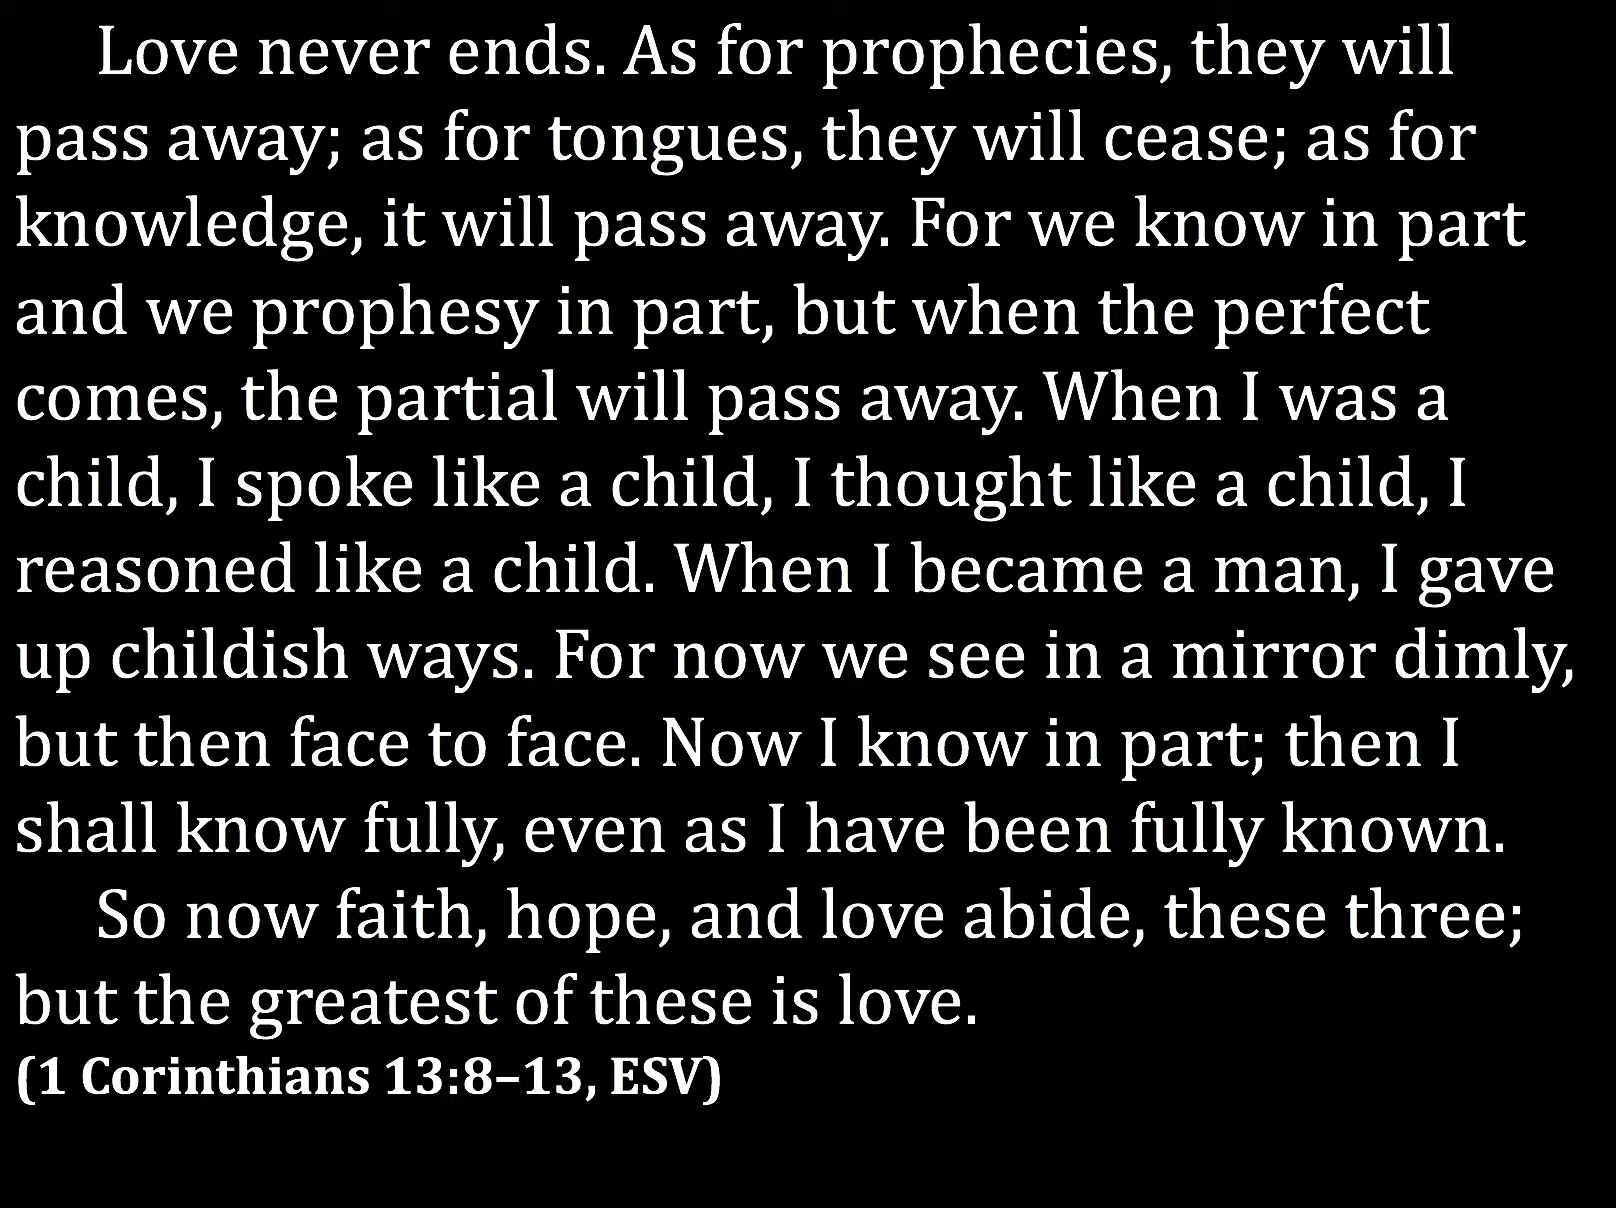 Love never ends. As for prophecies, they will
pass away; as for tongues, they will cease; as for
knowledge, it will pass away. For we know in part
and we prophesy in part, but when the perfect
comes, the partial will pass away. When I was a
child, I spoke like a child, I thought like a child, I
reasoned like a child. When I became a man, I gave
up childish ways. For now we see in a mirror dimly,
but then face to face. Now I know in part; then I
shall know fully, even as I have been fully known.
So now faith, hope, and love abide, these three;
but the greatest of these is love.
(1 Corinthians 13:8–13, ESV)